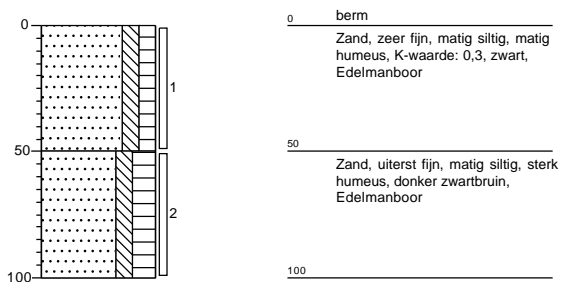 0
0
berm
Zand, zeer fijn, matig siltig, matig
humeus, K-waarde: 0,3, zwart,
Edelmanboor
1
50
50
Zand, uiterst fijn, matig siltig, sterk
humeus, donker zwartbruin,
Edelmanboor
2
100
100